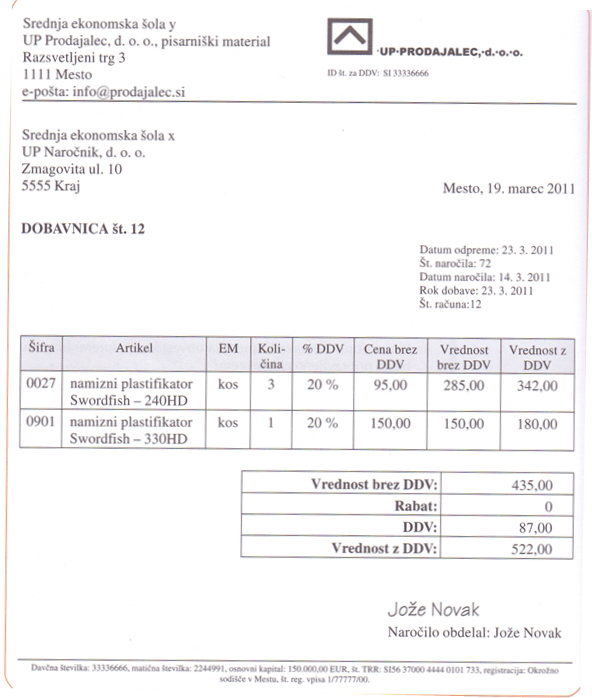 Srednja ekonomska šola y
UP Prodajalec, d. o. o., pisarniški material
Razsvetljeni trg 3
1111 Mesto
e-pošta: info@prodajalec.si
·UP·PRODAJALEC,·d.·o.·o.
ID št. za DDV: SI 33336666
Srednja ekonomska šola x
UP Naročnik, d. o. o.
Zmagovita ul. 10
5555 Kraj
Mesto, 19. marec 2011
DOBAVNICA št. 12
Datum odpreme: 23. 3. 2011
Št. naročila: 72
Datum naročila: 14. 3. 2011
Rok dobave: 23. 3. 2011
Št. računa:12
Šifra Artikel EM Koli- % DDV Cena brez Vrednost Vrednost z
čina DDV brez DDV DDV
0027 namizni plastifikator kos 3 20 % 95,00 285,00 342,00
Swordfish – 240HD
0901 namizni plastifikator kos 1 20 % 150,00 150,00 180,00
Swordfish – 330HD
Vrednost brez DDV: 435,00
Rabat: 0
DDV: 87,00
Vrednost z DDV: 522,00
Jože Novak
Naročilo obdelal: Jože Novak
Davčna številka: 33336666, matična številka: 2244991, osnovni kapital: 150.000,00 EUR, št. TRR: SI56 37000 4444 0101 733, registracija: Okrožno
sodišče v Mestu, št. reg. vpisa 1/77777/00.